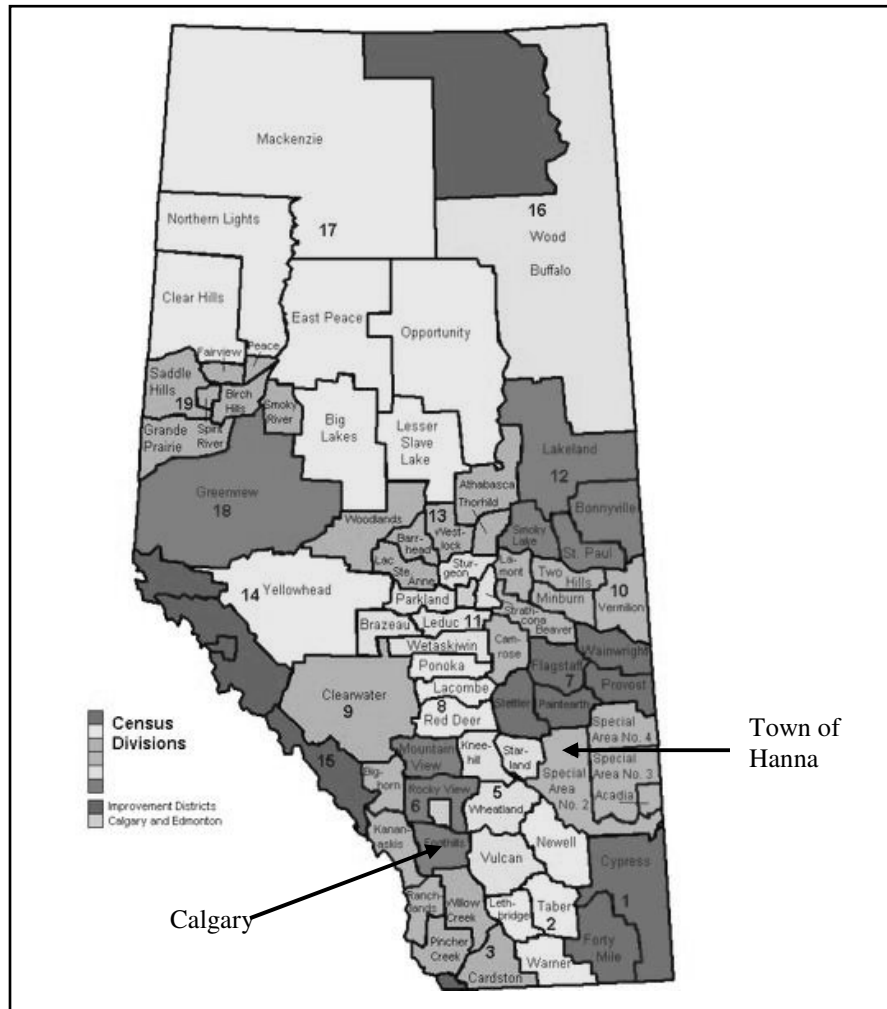 Mackenzie
16
Wood
Buffalo
Northern Lights
17
Clear Hills
East Peace
Opportunity
Fairview
Peace
Saddle
Hills
19
Birch
Hills
Smoky
River
Grande
Prairie
Spirit
River
Big
Lakes
Lesser
Slave
Lake
Lakeland
12
Athabasca
Thorhild
Bonnyville
Greenview
18
Woodlands
13
West-
lock
Barr-
head
Smoky
Lake
St. Paul
Lac
Ste.
Anne
Stur-
geon
La-
mont
Two
Hills
10
Vermilion
14
Yellowhead
Parkland
Minburn
Strath-
cona
Beaver
Brazeau
Leduc
11
Wetaskiwin
Cam-
rose
Wainwright
Ponoka
Flagstaff
7
Provost
Clearwater
9
Lacombe
8
Red Deer
Stettler
Paintearth
Special
Area No. 4
Census
Divisions
Mountain
View
Knee-
hill
Star-
land
Town of
Hanna
15
Big-
horn
Special
Area
No. 2
Special
Area No. 3
Acadia
Rocky View
6
5
Wheatland
Improvement Districts
Calgary and Edmonton
Kanan-
askis
Foothills
Vulcan
Newell
Cypress
1
Calgary
Ranch-
lands
Willow
Creek
Leth-
bridge
Taber
2
Forty
Mile
Pincher
Creek
3
Cardston
Warner